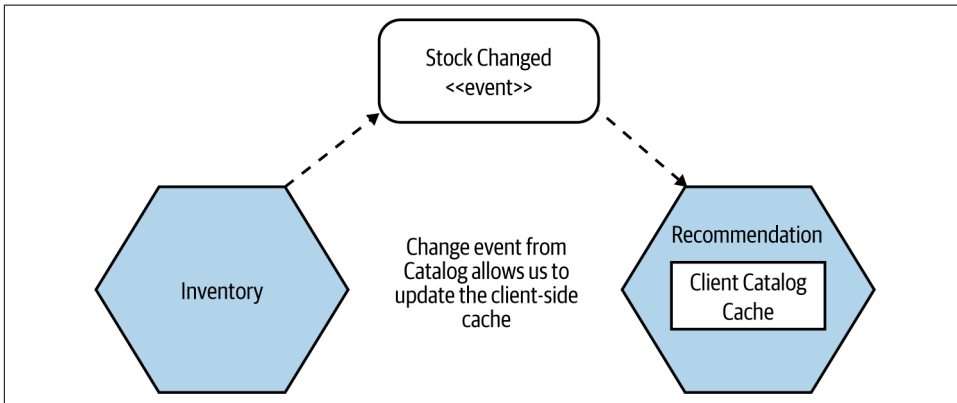 Stock Changed
<<event>>
Inventory
Change event from
Catalog allows us to
update the client-side
cache
Recommendation
Client Catalog
Cache